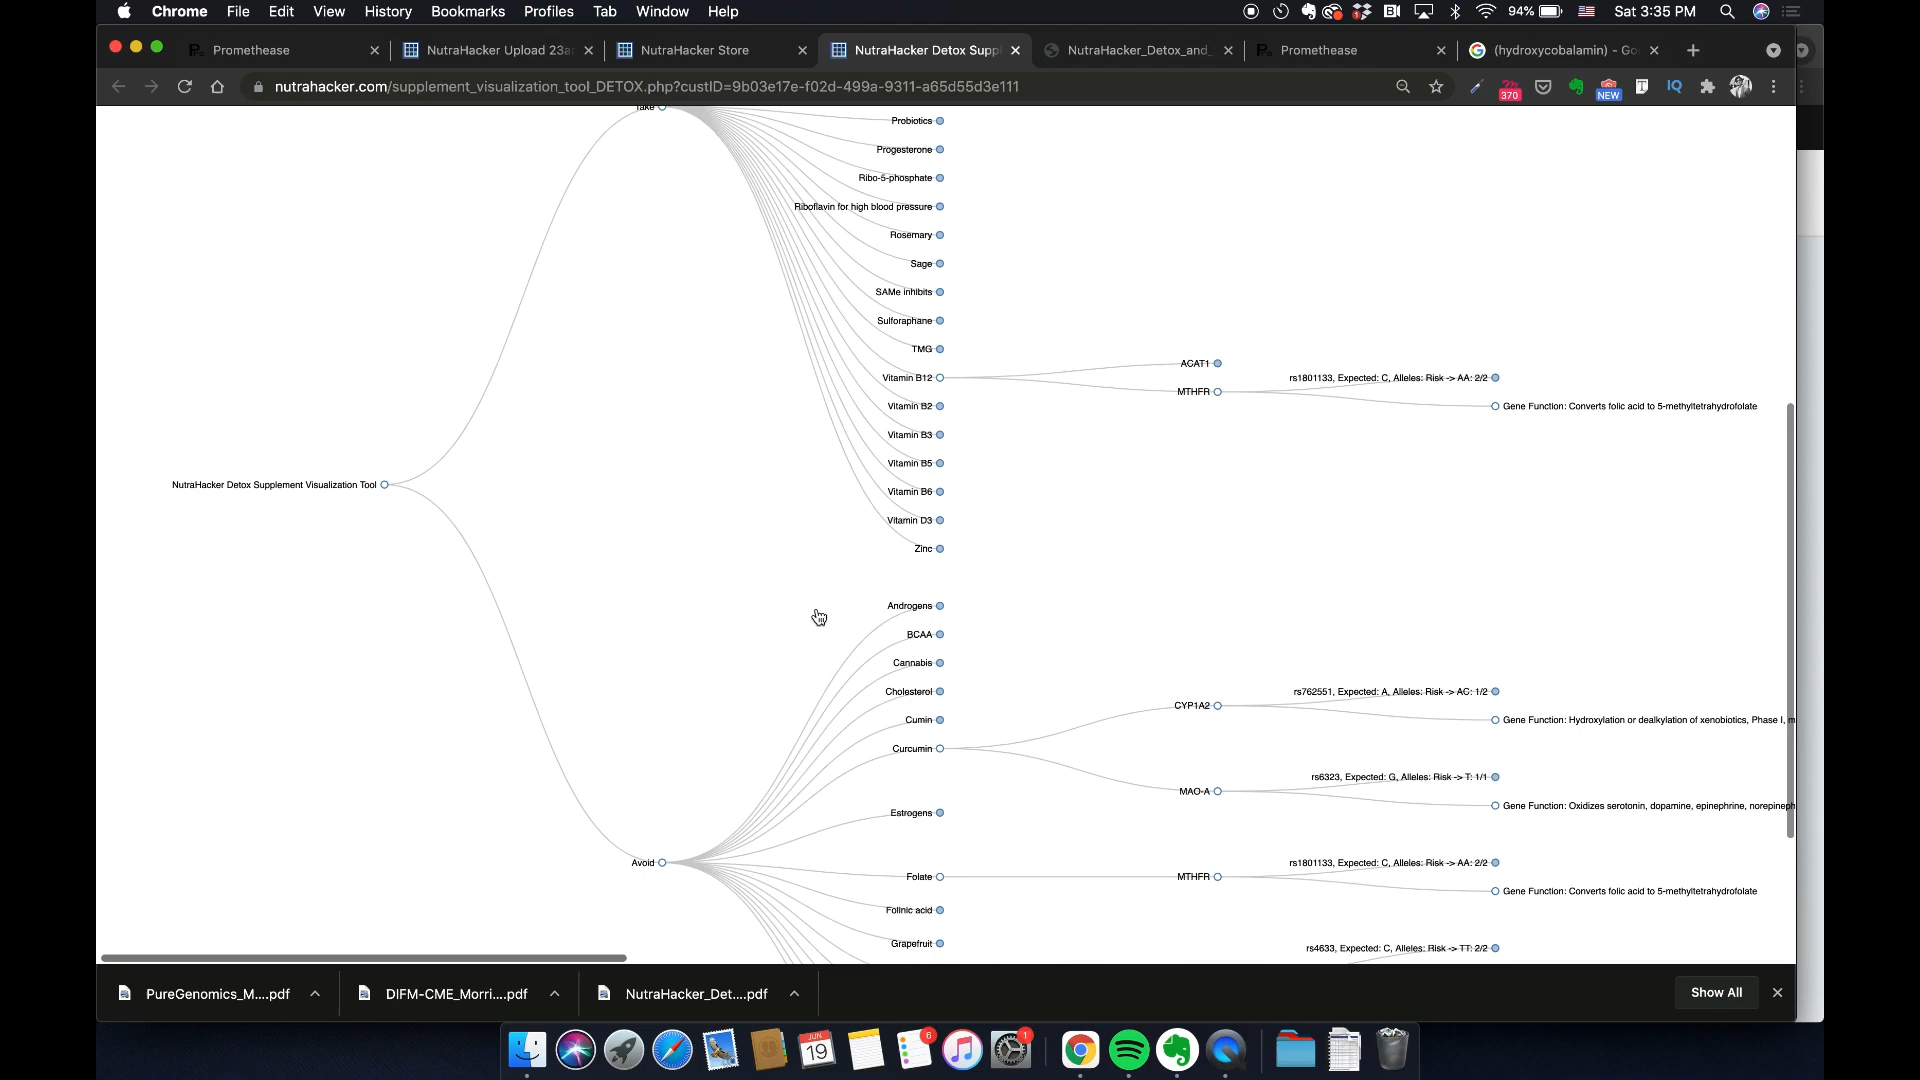 Chrome File Edit View History Bookmarks Profiles Tab Window Help 94% Sat 3:35 PM
Promethease NutraHacker Upload 23a NutraHacker Store NutraHacker Detox Suppl NutraHacker_Detox_and_ Promethease (hydroxycobalamin) - Go
nutrahacker.com/supplement_visualization_tool_DETOX.php?custID=9b03e17e-f02d-499a-9311-a65d55d3e111
370 NEW
Take
Probiotics
Progesterone
Ribo-5-phosphate
Riboflavin for high blood pressure
Rosemary
Sage
SAMe inhibits
Sulforaphane
TMG
ACAT1
Vitamin B12
rs1801133, Expected: C, Alleles: Risk -> AA: 2/2
MTHFR
Vitamin B2
Gene Function: Converts folic acid to 5-methyltetrahydrofolate
Vitamin B3
Vitamin B5
NutraHacker Detox Supplement Visualization Tool
Vitamin B6
Vitamin D3
Zinc
Androgens
BCAA
Cannabis
Cholesterol
rs762551, Expected: A, Alleles: Risk -> AC: 1/2
CYP1A2
Cumin
Gene Function: Hydroxylation or dealkylation of xenobiotics, Phase I, m
Curcumin
rs6323, Expected: G, Alleles: Risk -> T: 1/1
MAO-A
Gene Function: Oxidizes serotonin, dopamine, epinephrine, norepineph
Estrogens
Avoid
rs1801133, Expected: C, Alleles: Risk -> AA: 2/2
Folate
MTHFR
Gene Function: Converts folic acid to 5-methyltetrahydrofolate
Folinic acid
Grapefruit
rs4633, Expected: C, Alleles: Risk -> TT: 2/2
PureGenomics_M....pdf DIFM-CME_Morri....pdf NutraHacker_Det....pdf Show All
JUN 19 6 1